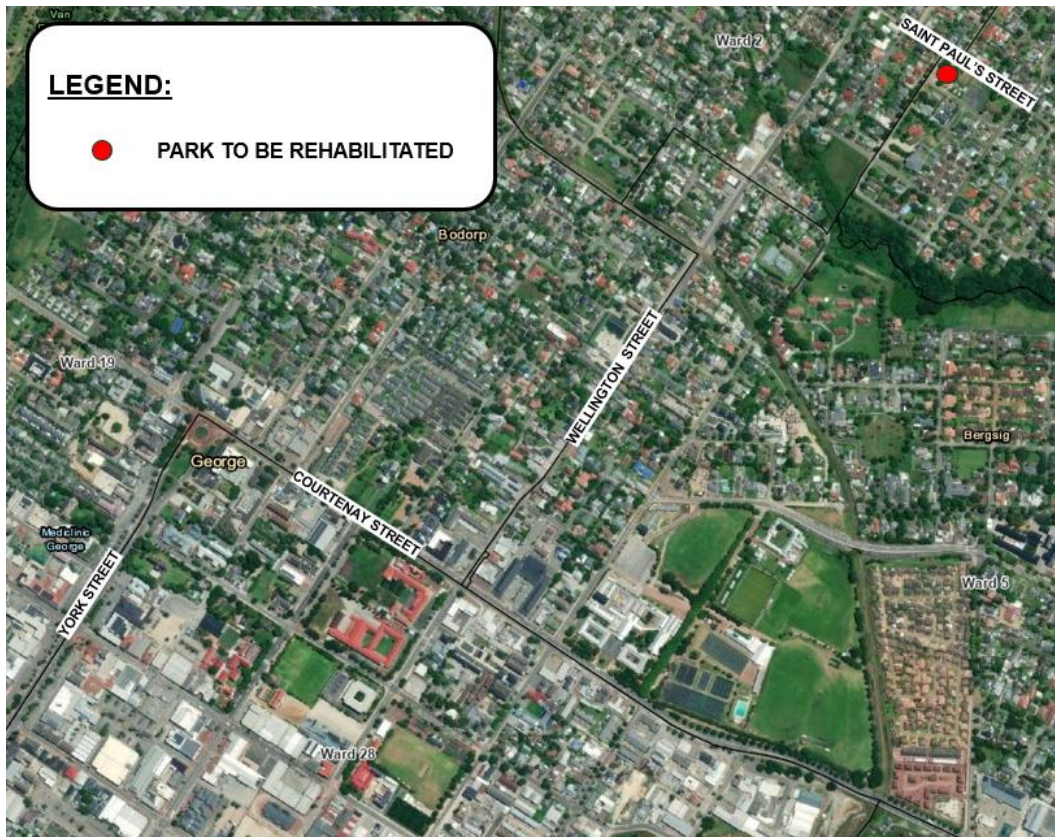 Van
LEGEND:
PARK TO BE REHABILITATED
Ward 2
SAINT PAUL'S STREET
Bodorp
WELLINGTON STREET
Ward 19
George
COURTENAY STREET
Bergsig
Mediclinic
George
YORK STREET
Ward 5
Ward 28